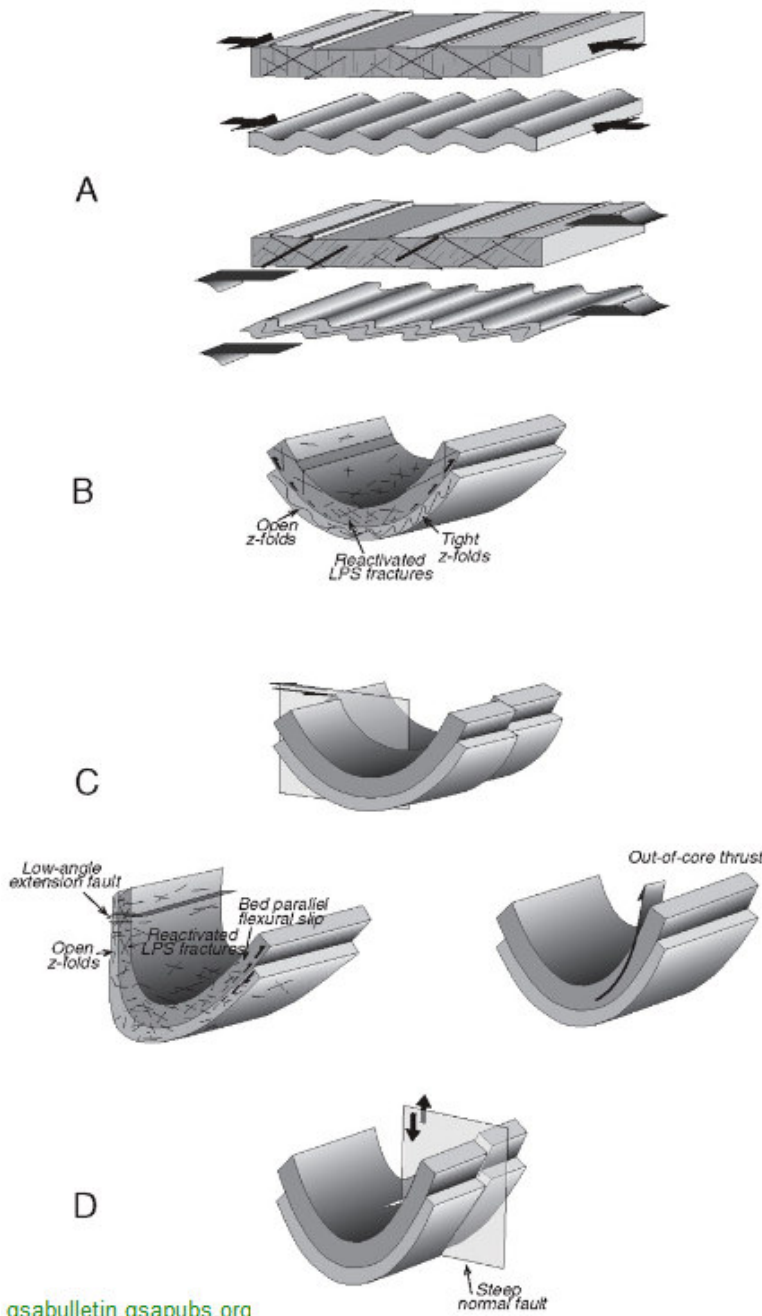 A
B
Open
z-folds
Reactivated
LPS fractures
Tight
z-folds
C
Low-angle
extension fault
Open
z-folds
Reactivated
LPS fractures
Bed parallel
flexural slip
Out-of-core thrust
D
Steep
normal fault
gsabulletin.gsapubs.org